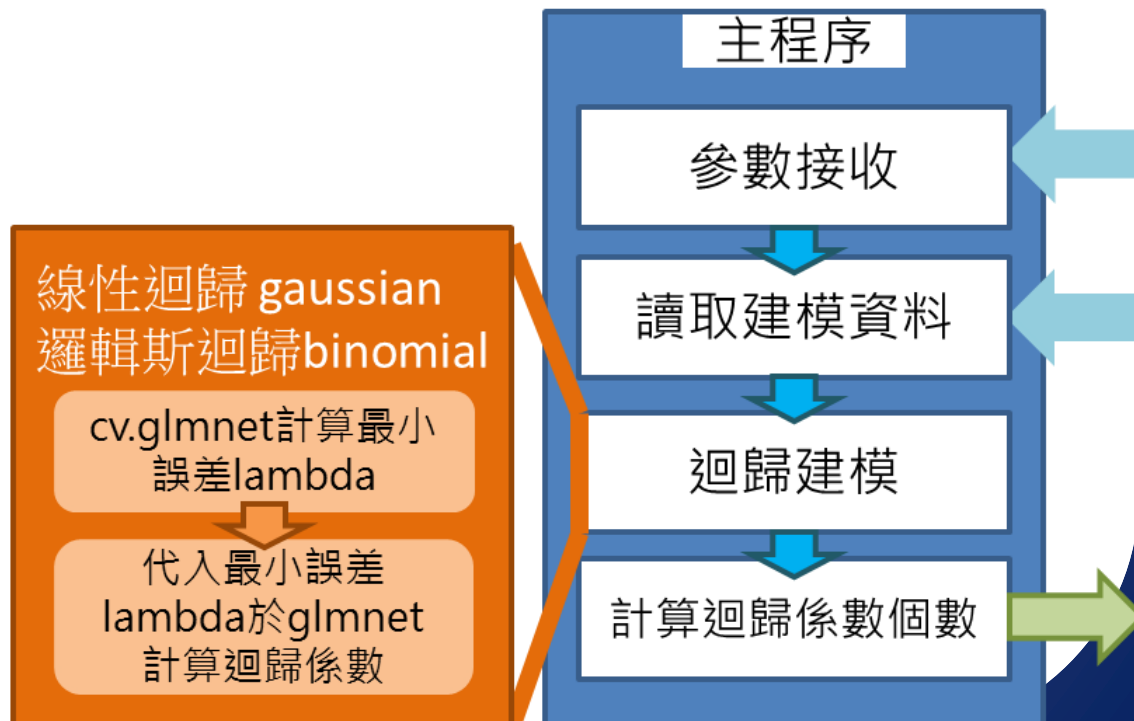 主程序
參數接收
讀取建模資料
迴歸建模
計算迴歸係數個數
線性迴歸 gaussian
邏輯斯迴歸binomial
cv.glmnet計算最小
誤差lambda
代入最小誤差
lambda於glmnet
計算迴歸係數